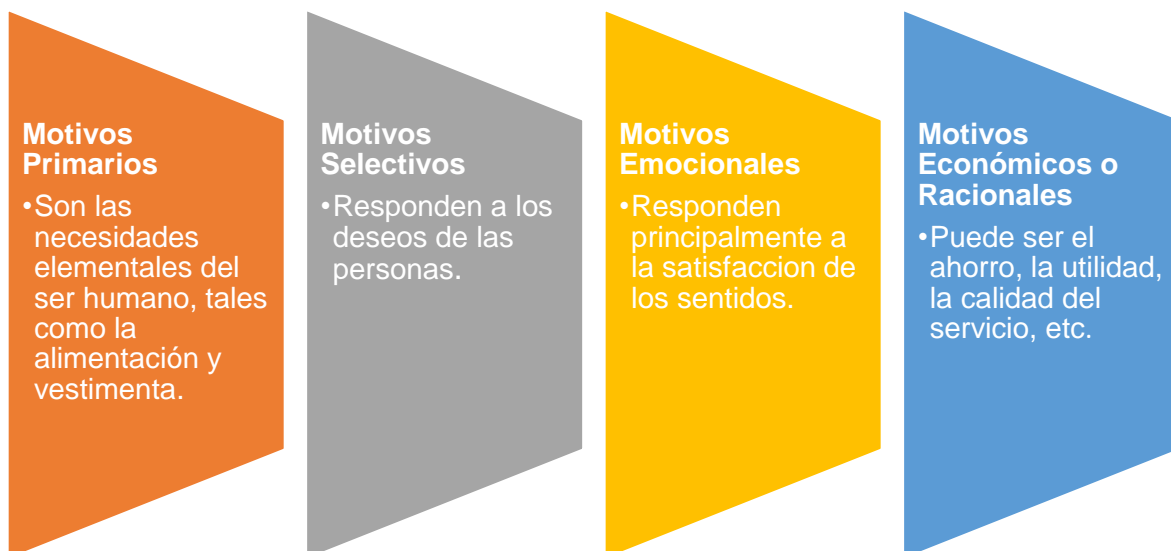 Motivos
Primarios
•Son las
necesidades
elementales del
ser humano, tales
como la
alimentación y
vestimenta.
Motivos
Selectivos
•Responden a los
deseos de las
personas.
Motivos
Emocionales
•Responden
principalmente a
la satisfaccion de
los sentidos.
Motivos
Económicos o
Racionales
•Puede ser el
ahorro, la utilidad,
la calidad del
servicio, etc.